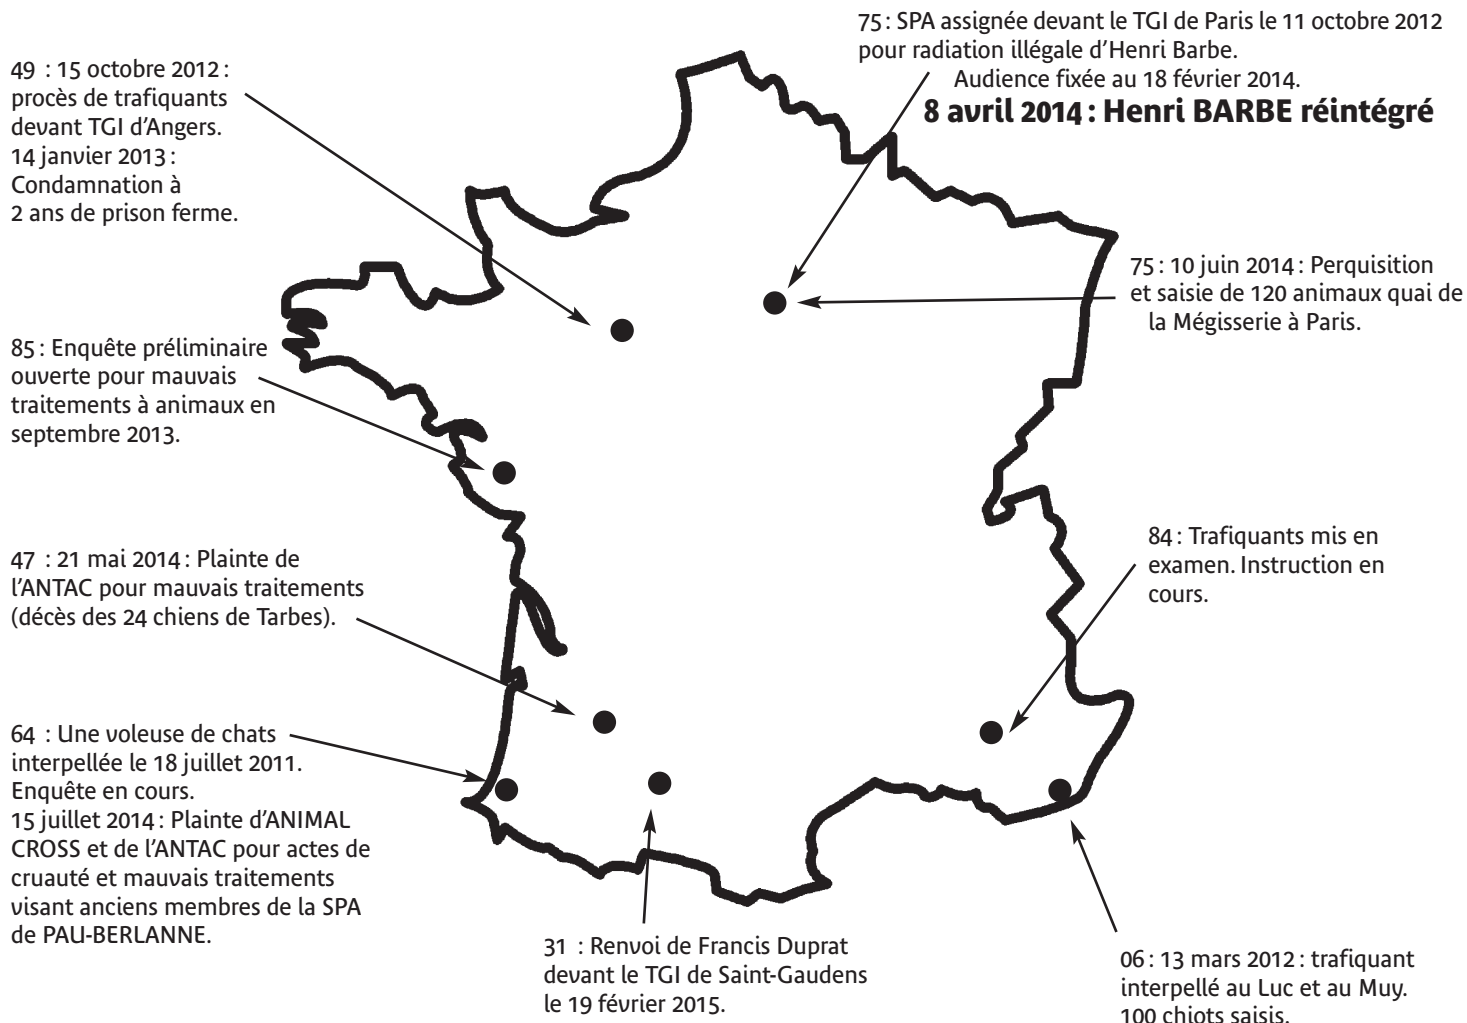 75 : SPA assignée devant le TGI de Paris le 11 octobre 2012
pour radiation illégale d’Henri Barbe.
Audience fixée au 18 février 2014.
8 avril 2014 : Henri BARBE réintégré
49 : 15 octobre 2012 :
procès de trafiquants
devant TGI d’Angers.
14 janvier 2013 :
Condamnation à
2 ans de prison ferme.
75 : 10 juin 2014 : Perquisition
et saisie de 120 animaux quai de
la Mégisserie à Paris.
85 : Enquête préliminaire
ouverte pour mauvais
traitements à animaux en
septembre 2013.
84 : Trafiquants mis en
examen. Instruction en
cours.
47 : 21 mai 2014 : Plainte de
l’ANTAC pour mauvais traitements
(décès des 24 chiens de Tarbes).
64 : Une voleuse de chats
interpellée le 18 juillet 2011.
Enquête en cours.
15 juillet 2014 : Plainte d’ANIMAL
CROSS et de l’ANTAC pour actes de
cruauté et mauvais traitements
visant anciens membres de la SPA
de PAU-BERLANNE.
31 : Renvoi de Francis Duprat
devant le TGI de Saint-Gaudens
le 19 février 2015.
06 : 13 mars 2012 : trafiquant
interpellé au Luc et au Muy.
100 chiots saisis.